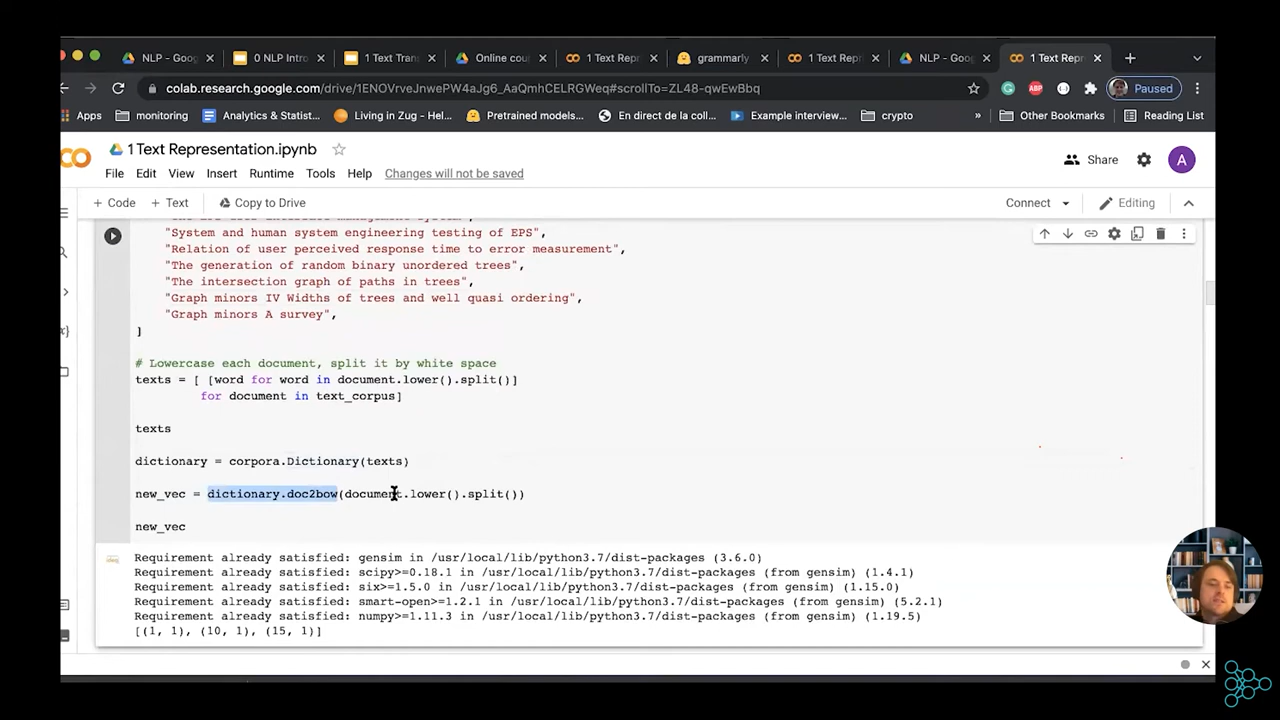 NLP - Goog
0 NLP Intro
1 Text Trans
Online cou
1 Text Repr
grammarly
1 Text Repr
NLP - Goog
1 Text Repr
colab.research.google.com/drive/1ENOVrveJnwePW4aJg6_AaQmhCELRGWeq#scrollTo=ZL48-qwEwBbq
ABP
Paused
Apps
monitoring
Analytics & Statist...
Living in Zug - Hel...
Pretrained models...
En direct de la coll...
Example interview...
crypto
»
Other Bookmarks
Reading List
1 Text Representation.ipynb
Share
A
File Edit View Insert Runtime Tools Help Changes will not be saved
+ Code + Text Copy to Drive
Connect
Editing
"System and human system engineering testing of EPS",
"Relation of user perceived response time to error measurement",
"The generation of random binary unordered trees",
"The intersection graph of paths in trees",
"Graph minors IV Widths of trees and well quasi ordering",
"Graph minors A survey",
]
# Lowercase each document, split it by white space
texts = [ [word for word in document.lower().split()]
for document in text_corpus]
texts
dictionary = corpora.Dictionary(texts)
new_vec = dictionary.doc2bow(document.lower().split())
new_vec
Requirement already satisfied: gensim in /usr/local/lib/python3.7/dist-packages (3.6.0)
Requirement already satisfied: scipy>=0.18.1 in /usr/local/lib/python3.7/dist-packages (from gensim) (1.4.1)
Requirement already satisfied: six>=1.5.0 in /usr/local/lib/python3.7/dist-packages (from gensim) (1.15.0)
Requirement already satisfied: smart-open>=1.2.1 in /usr/local/lib/python3.7/dist-packages (from gensim) (5.2.1)
Requirement already satisfied: numpy>=1.11.3 in /usr/local/lib/python3.7/dist-packages (from gensim) (1.19.5)
[(1, 1), (10, 1), (15, 1)]